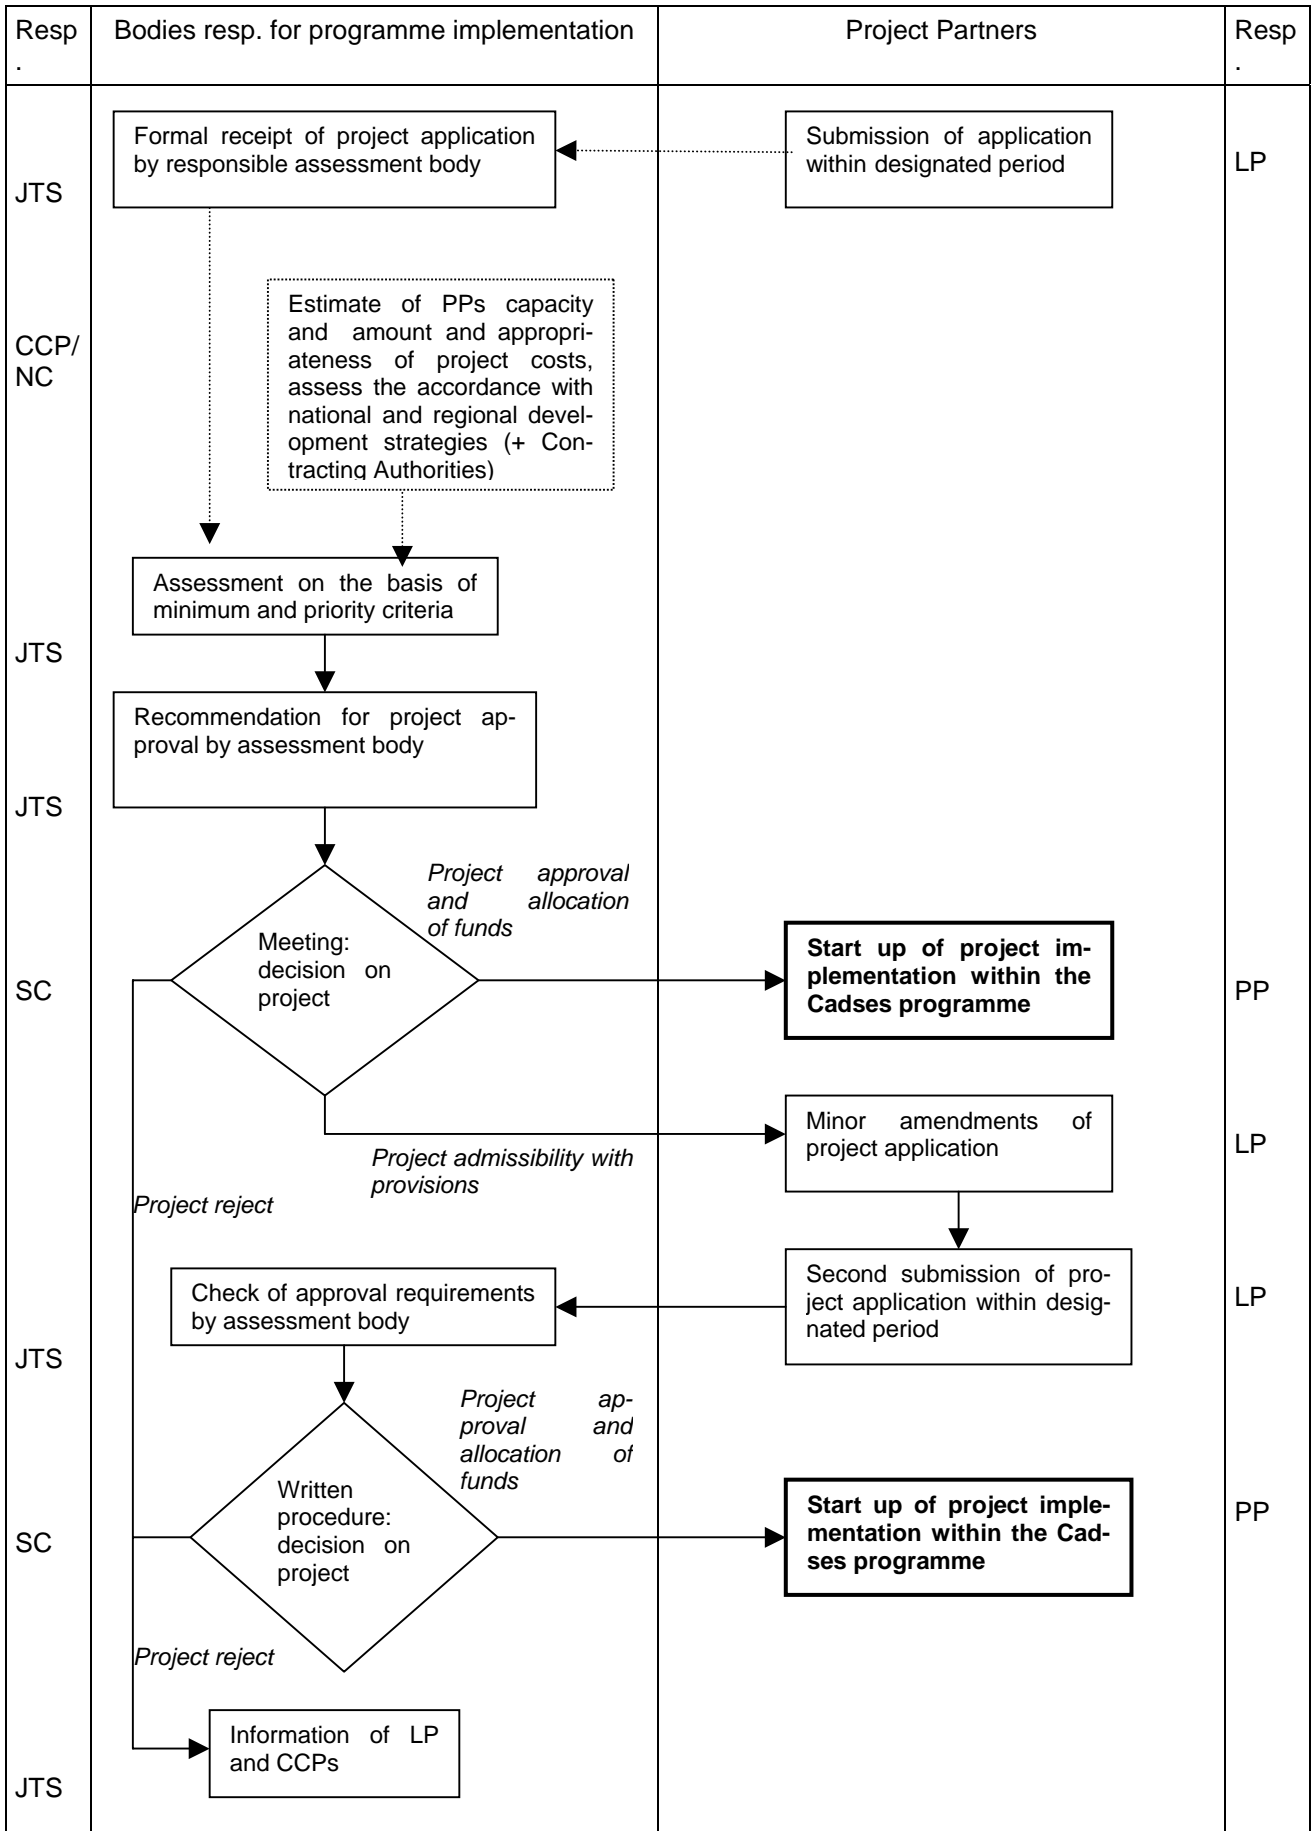 Resp
.
Bodies resp. for programme implementation
Project Partners
Resp
.
Formal receipt of project application
by responsible assessment body
Submission of application
within designated period
LP
JTS
Estimate of PPs capacity
and amount and appropri-
ateness of project costs,
assess the accordance with
national and regional devel-
opment strategies (+ Con-
tracting Authorities)
CCP/
NC
Assessment on the basis of
minimum and priority criteria
JTS
Recommendation for project ap-
proval by assessment body
JTS
Project approval
and allocation
of funds
Meeting:
decision on
project
Start up of project im-
plementation within the
Cadses programme
SC
PP
Minor amendments of
project application
LP
Project admissibility with
provisions
Project reject
Second submission of pro-
ject application within desig-
nated period
LP
Check of approval requirements
by assessment body
JTS
Project ap-
proval and
allocation of
funds
Written
procedure:
decision on
project
Start up of project imple-
mentation within the Cad-
ses programme
PP
SC
Project reject
Information of LP
and CCPs
JTS